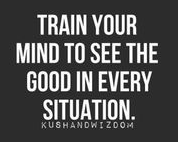 TRAIN YOUR
MIND TO SEE THE
GOOD IN EVERY
SITUATION.
KUSHANDWIZDOM